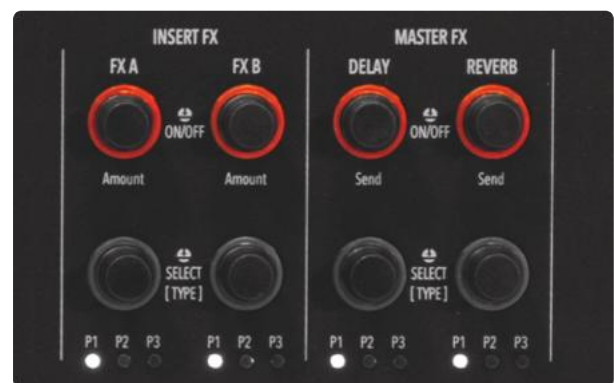 INSERT FX MASTER FX
FX A FX B DELAY REVERB
ON/OFF ON/OFF
Amount Amount Send Send
SELECT SELECT
[ TYPE ] [ TYPE ]
P1 P2 P3 P1 P2 P3 P1 P2 P3 P1 P2 P3